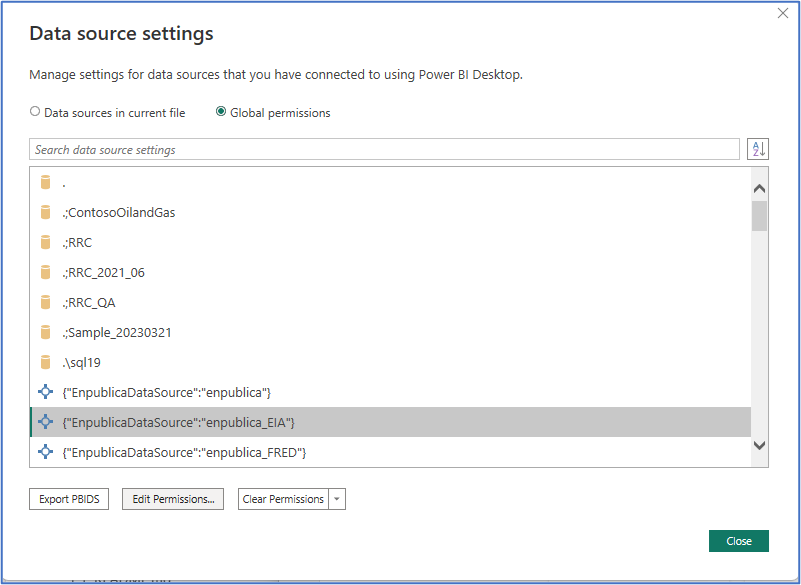 Data source settings
Manage settings for data sources that you have connected to using Power BI Desktop.
Data sources in current file Global permissions
Search data source settings
A
Z
.
.;ContosoOilandGas
.;RRC
.;RRC_2021_06
.;RRC_QA
.;Sample_20230321
.\sql19
{"EnpublicaDataSource":"enpublica"}
{"EnpublicaDataSource":"enpublica_EIA"}
{"EnpublicaDataSource":"enpublica_FRED"}
Export PBIDS Edit Permissions... Clear Permissions
Close